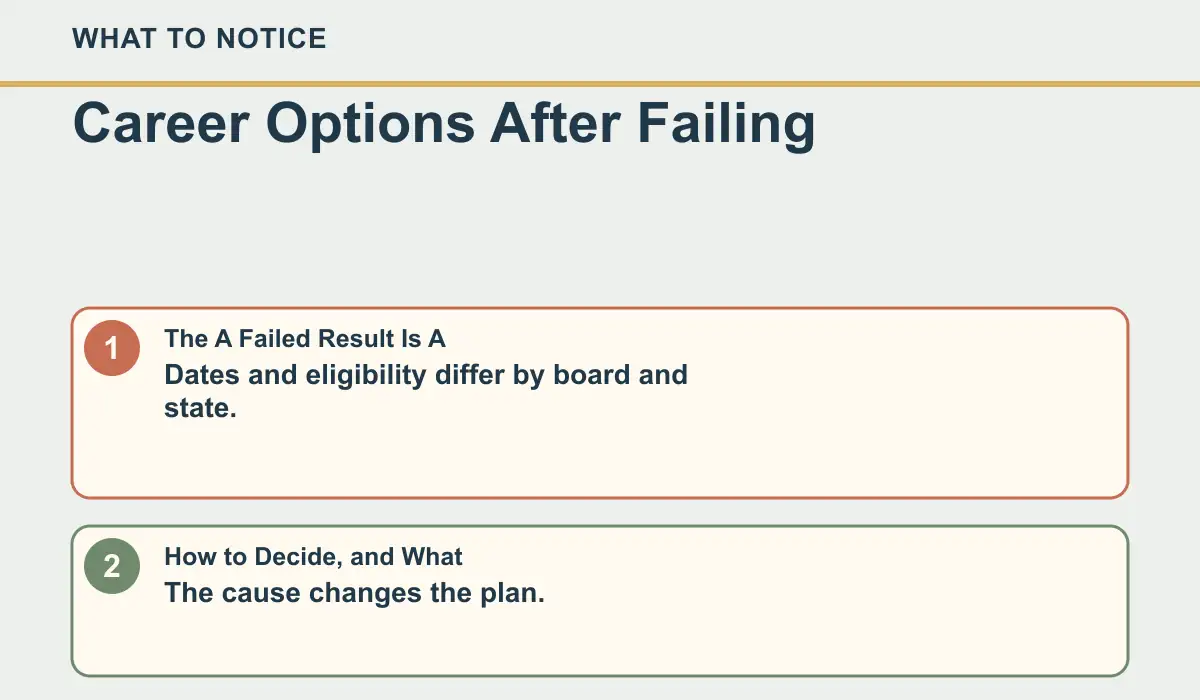 WHAT TO NOTICE
Career Options After Failing
1
The A Failed Result Is A
Dates and eligibility differ by board and
state.
2
How to Decide, and What
The cause changes the plan.